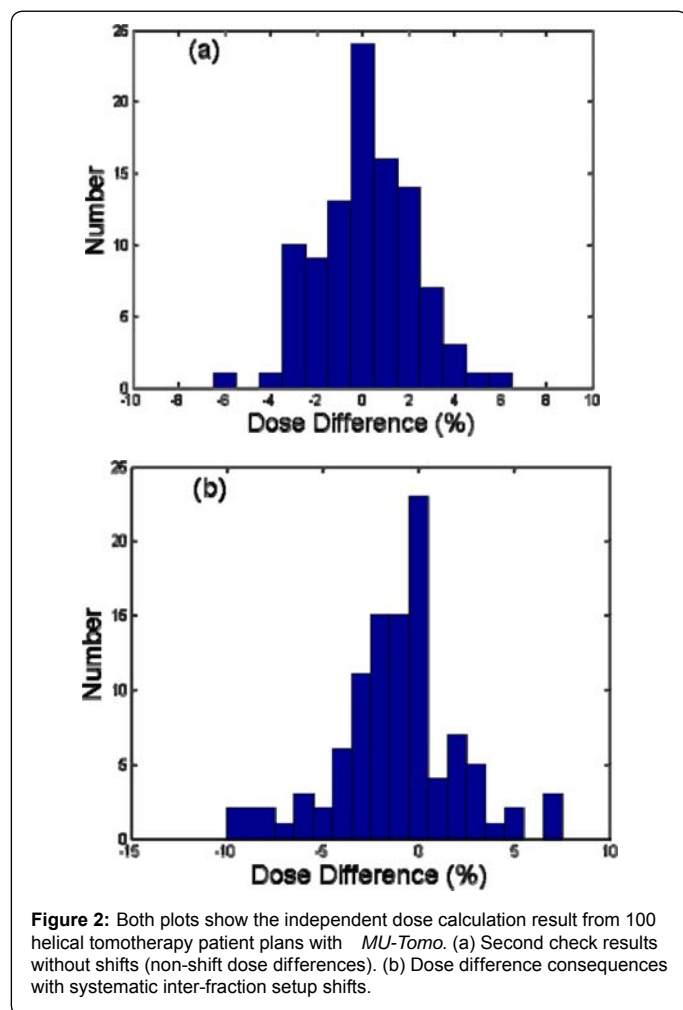 (a)
25
20
15
10
5
0
Number
-10 -8 -6 -4 -2 0 2 4 6 8 10
Dose Difference (%)
(b)
25
20
15
10
5
0
Number
-15 -10 -5 0 5 10
Dose Difference (%)
Figure 2: Both plots show the independent dose calculation result from 100
helical tomotherapy patient plans with MU-Tomo. (a) Second check results
without shifts (non-shift dose differences). (b) Dose difference consequences
with systematic inter-fraction setup shifts.